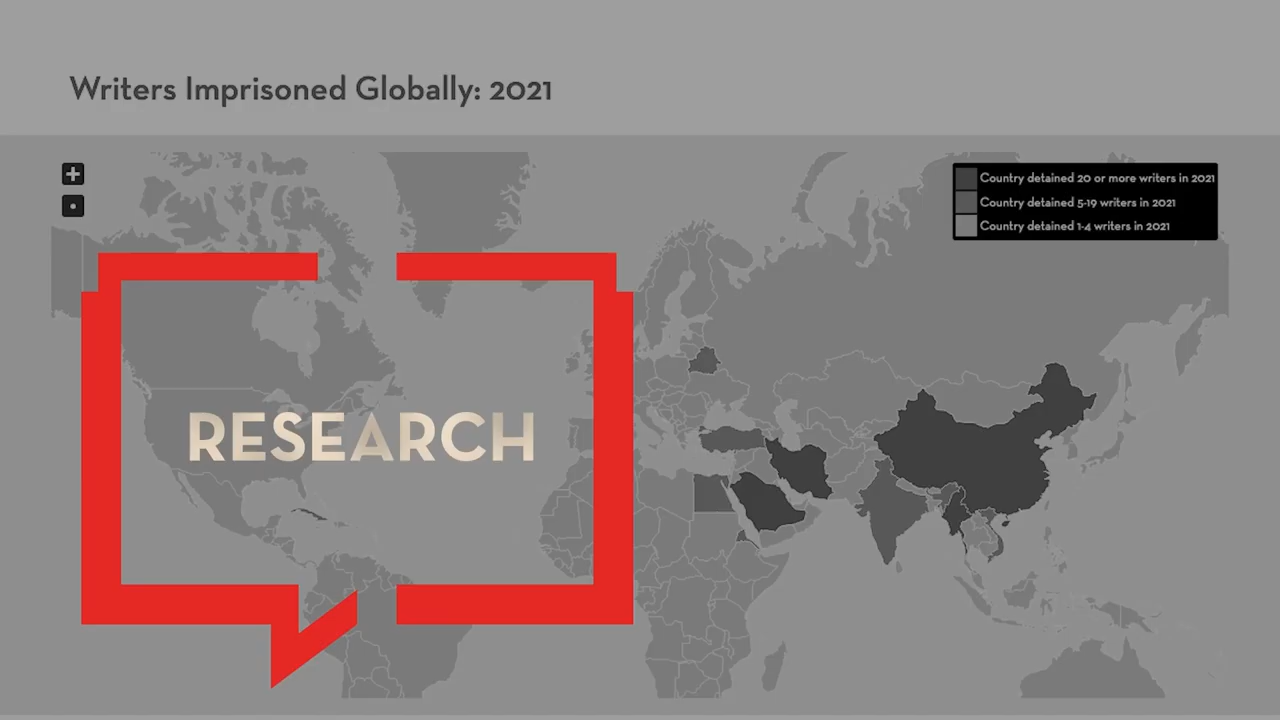 Writers Imprisoned Globally: 2021
Country detained 20 or more writers in 2021
Country detained 5-19 writers in 2021
Country detained 1-4 writers in 2021
RESEARCH